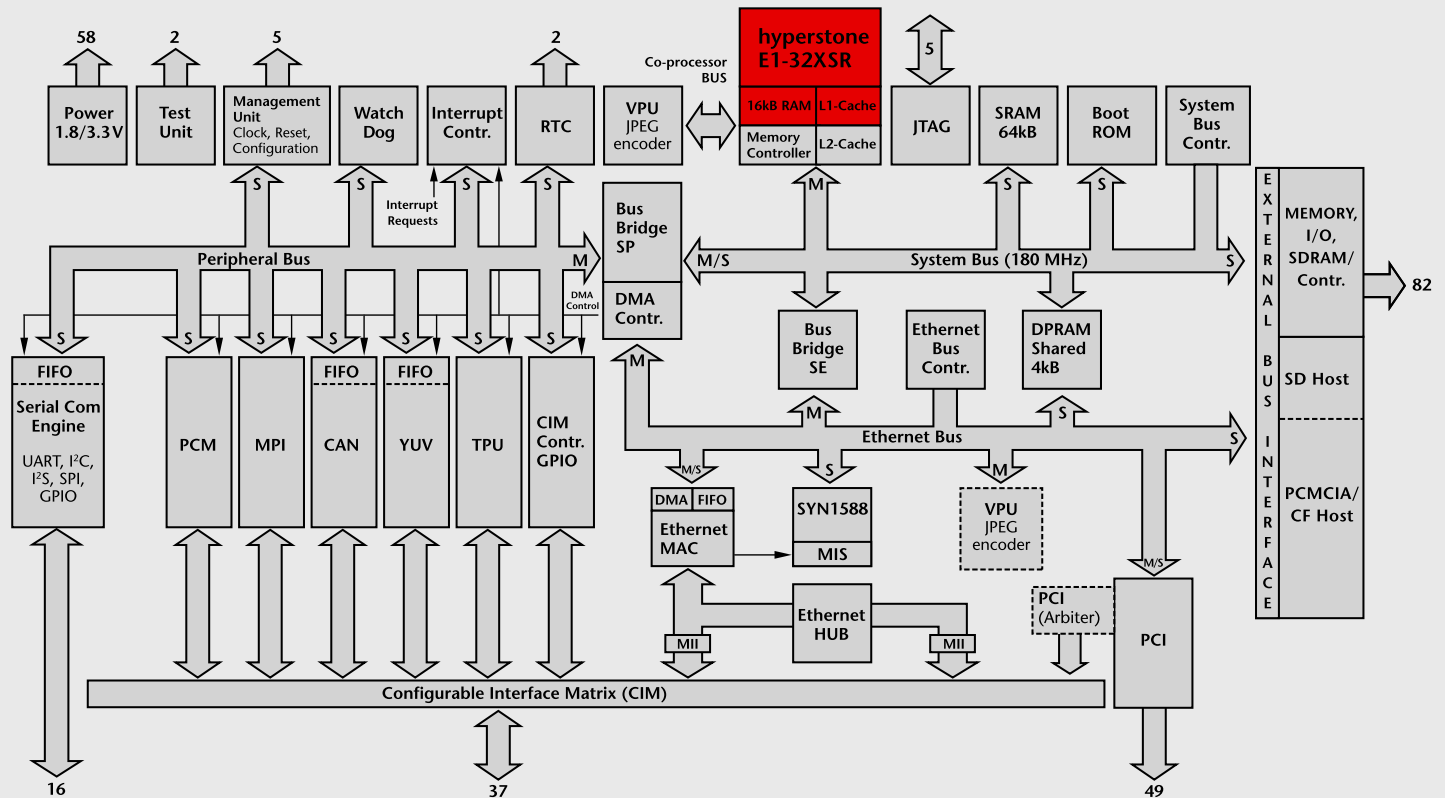 58
2
5
2
Co-processor
BUS
hyperstone
E1-32XSR
16kB RAM
L1-Cache
Memory
Controller
L2-Cache
5
Power
1.8/3.3V
Test
Unit
Management
Unit
Clock, Reset,
Configuration
Watch
Dog
Interrupt
Contr.
RTC
VPU
JPEG
encoder
JTAG
SRAM
64kB
Boot
ROM
System
Bus
Contr.
S
S
S
S
Interrupt
Requests
M
S
S
Bus
Bridge
SP
DMA
Contr.
Peripheral Bus
M
M/S
System Bus (180 MHz)
S
DMA
Control
EXTERNAL BUS INTERFACE
MEMORY,
I/O,
SDRAM/
Contr.
82
SD Host
PCMCIA/
CF Host
S
S
S
S
S
S
S
M
Bus
Bridge
SE
Ethernet
Bus
Contr.
DPRAM
Shared
4kB
FIFO
Serial Com
Engine
UART, I²C,
I²S, SPI,
GPIO
PCM
MPI
FIFO
CAN
FIFO
YUV
TPU
CIM
Contr.
GPIO
M
S
Ethernet Bus
S
M/S
S
M
M/S
DMA
FIFO
Ethernet
MAC
SYN1588
MIS
VPU
JPEG
encoder
Ethernet
HUB
MII
MII
PCI
(Arbiter)
PCI
Configurable Interface Matrix (CIM)
16
37
49